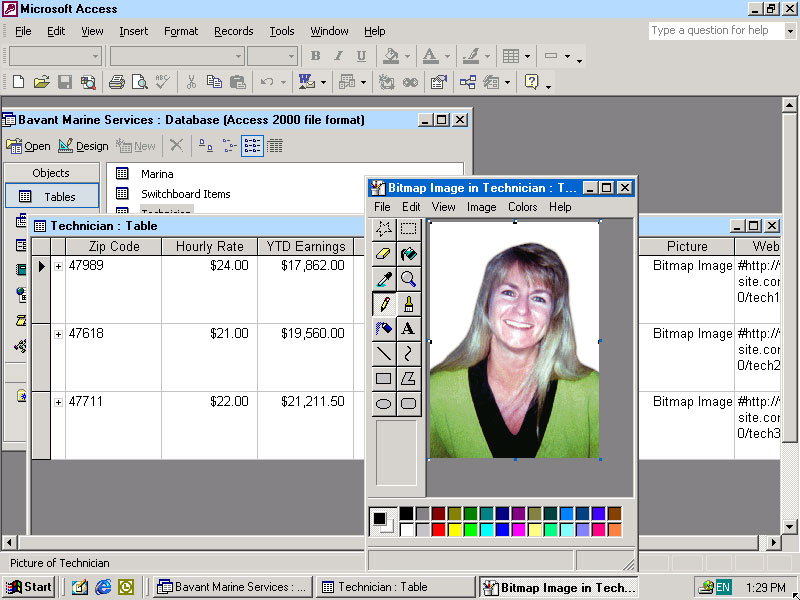 Microsoft Access
File Edit View Insert Format Records Tools Window Help
Type a question for help
B I U A
Bavant Marine Services : Database (Access 2000 file format)
Open Design New
Objects
Tables
Marina
Switchboard Items
Technician
Technician : Table
Zip Code Hourly Rate YTD Earnings Picture Web
47989 $24.00 $17,862.00 Bitmap Image #http://
site.co
0/tech1
47618 $21.00 $19,560.00 Bitmap Image #http://
site.co
0/tech2
47711 $22.00 $21,211.50 Bitmap Image #http://
site.co
0/tech3
Bitmap Image in Technician : T...
File Edit View Image Colors Help
A
Picture of Technician
Start Bavant Marine Services : ... Technician : Table Bitmap Image in Tech... EN 1:29 PM